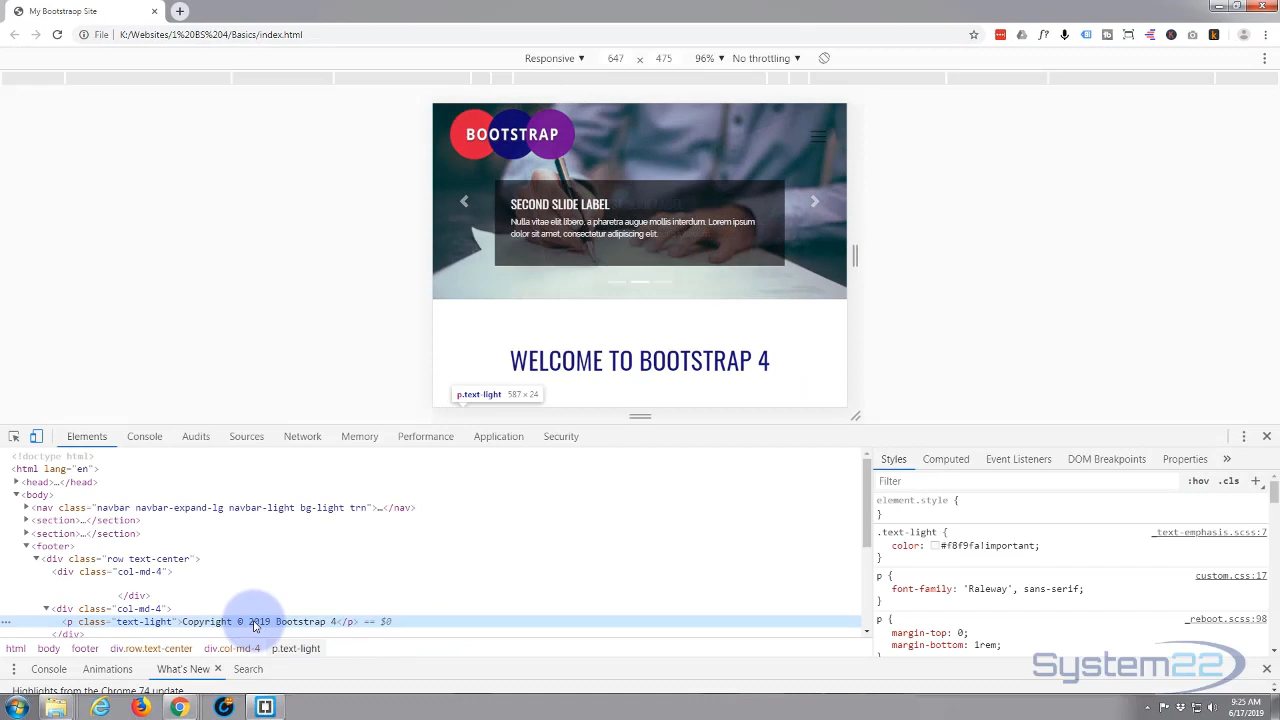 My Bootstraop Site
File | K:/Websites/1%20BS%204/Basics/index.html
Responsive ▼ 647 × 475 96% ▼ No throttling ▼
BOOTSTRAP
SECOND SLIDE LABEL
Nulla vitae elit libero, a pharetra augue mollis interdum. Lorem ipsum
dolor sit amet, consectetur adipiscing elit.
WELCOME TO BOOTSTRAP 4
p.text-light 587 × 24
Elements Console Audits Sources Network Memory Performance Application Security
<!doctype html>
<html lang="en">
<head>…</head>
<body>
<nav class="navbar navbar-expand-lg navbar-light bg-light trn">…</nav>
<section>…</section>
<section>…</section>
<footer>
<div class="row text-center">
<div class="col-md-4">
</div>
<div class="col-md-4">
<p class="text-light">Copyright © 2019 Bootstrap 4</p> == $0
</div>
html body footer div.row.text-center div.col-md-4 p.text-light
Styles Computed Event Listeners DOM Breakpoints Properties »
Filter :hov .cls +
element.style {
}
.text-light { _text-emphasis.scss:7
color: #f8f9fa!important;
}
p { custom.css:17
font-family: 'Raleway', sans-serif;
}
p { _reboot.scss:98
margin-top: 0;
margin-bottom: 1rem;
Console Animations What's New × Search
Highlights from the Chrome 74 update
System22
9:25 AM
6/17/2019